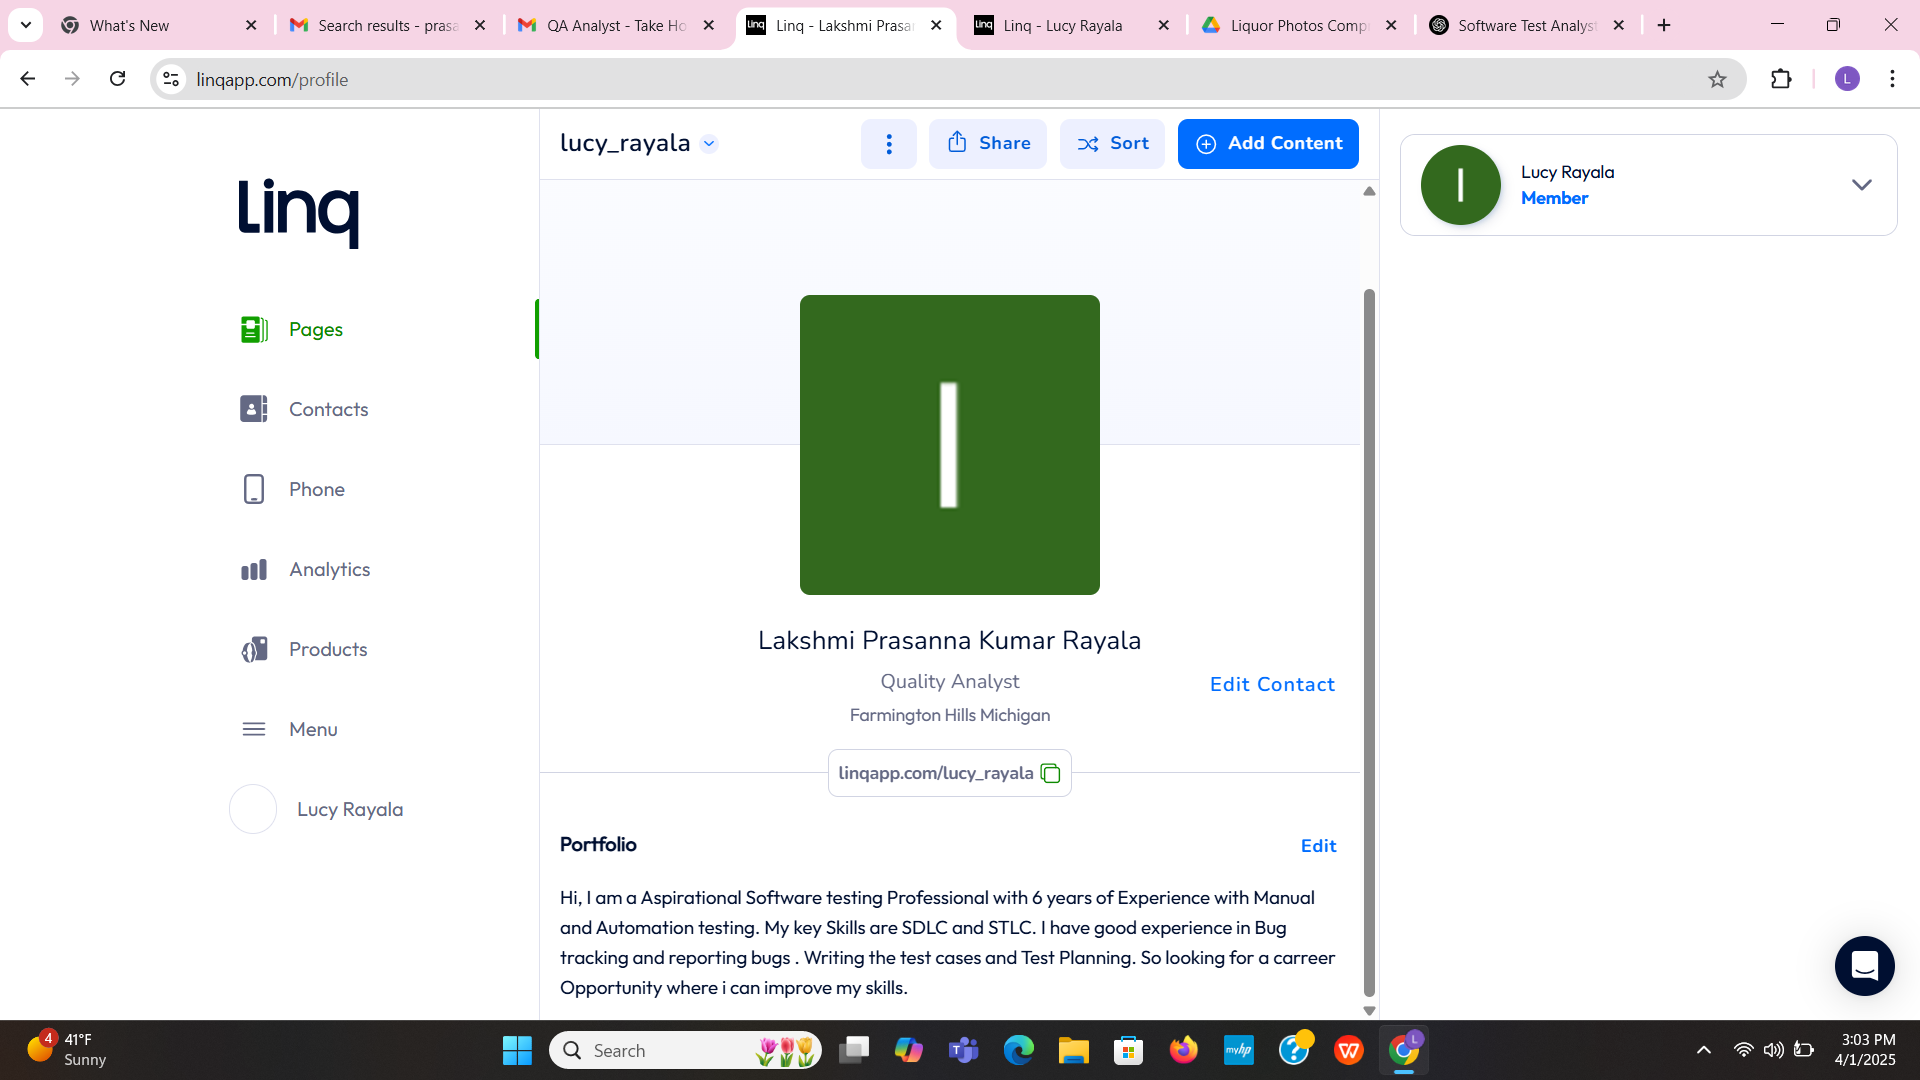 What's New
Search results - prasa
QA Analyst - Take Ho
Linq
Linq - Lakshmi Prasan
Linq
Linq - Lucy Rayala
Liquor Photos Comp
Software Test Analyst
linqapp.com/profile
L
Linq
Pages
Contacts
Phone
Analytics
Products
Menu
Lucy Rayala
lucy_rayala
Share
Sort
Add Content
l
Lakshmi Prasanna Kumar Rayala
Quality Analyst
Farmington Hills Michigan
Edit Contact
linqapp.com/lucy_rayala
Portfolio
Edit
Hi, I am a Aspirational Software testing Professional with 6 years of Experience with Manual
and Automation testing. My key Skills are SDLC and STLC. I have good experience in Bug
tracking and reporting bugs . Writing the test cases and Test Planning. So looking for a carreer
Opportunity where i can improve my skills.
l
Lucy Rayala
Member
4
41°F
Sunny
Search
myhp
L
3:03 PM
4/1/2025